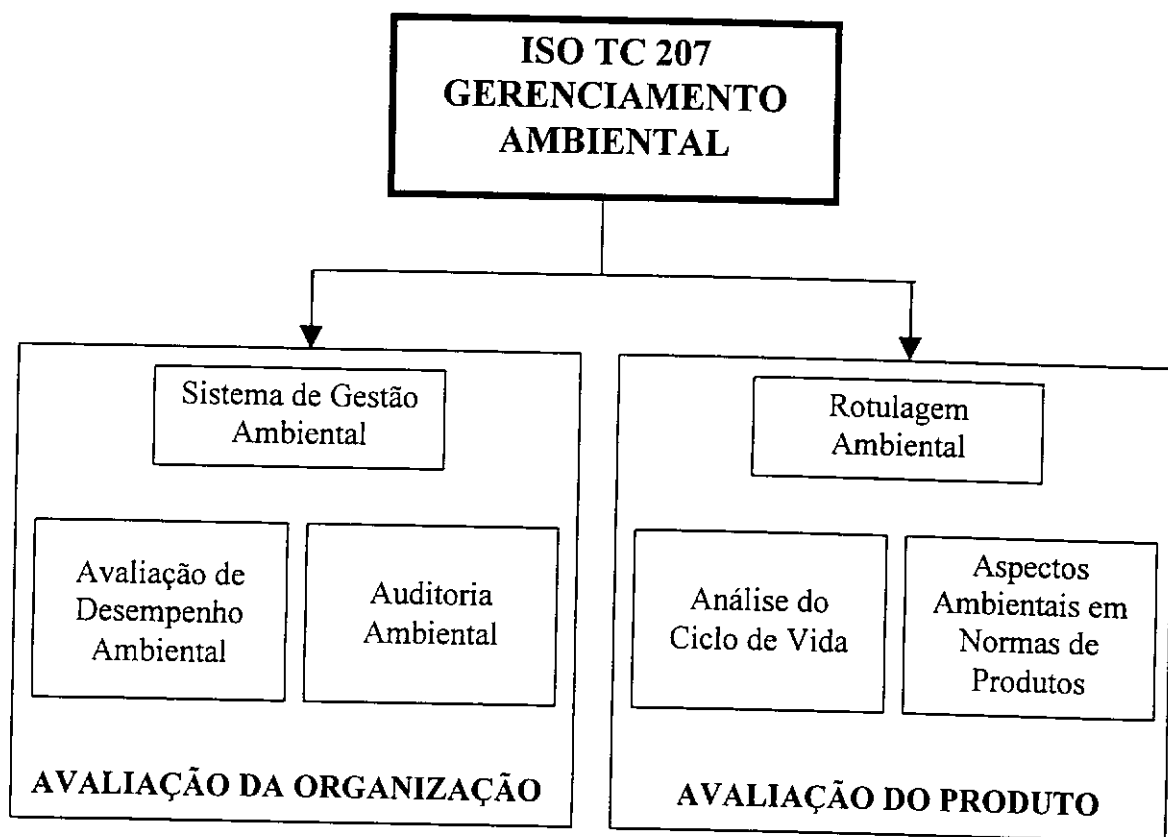 ISO TC 207
GERENCIAMENTO
AMBIENTAL
Sistema de Gestão
Ambiental
Avaliação de
Desempenho
Ambiental
Auditoria
Ambiental
AVALIAÇÃO DA ORGANIZAÇÃO
Rotulagem
Ambiental
Análise do
Ciclo de Vida
Aspectos
Ambientais em
Normas de
Produtos
AVALIAÇÃO DO PRODUTO